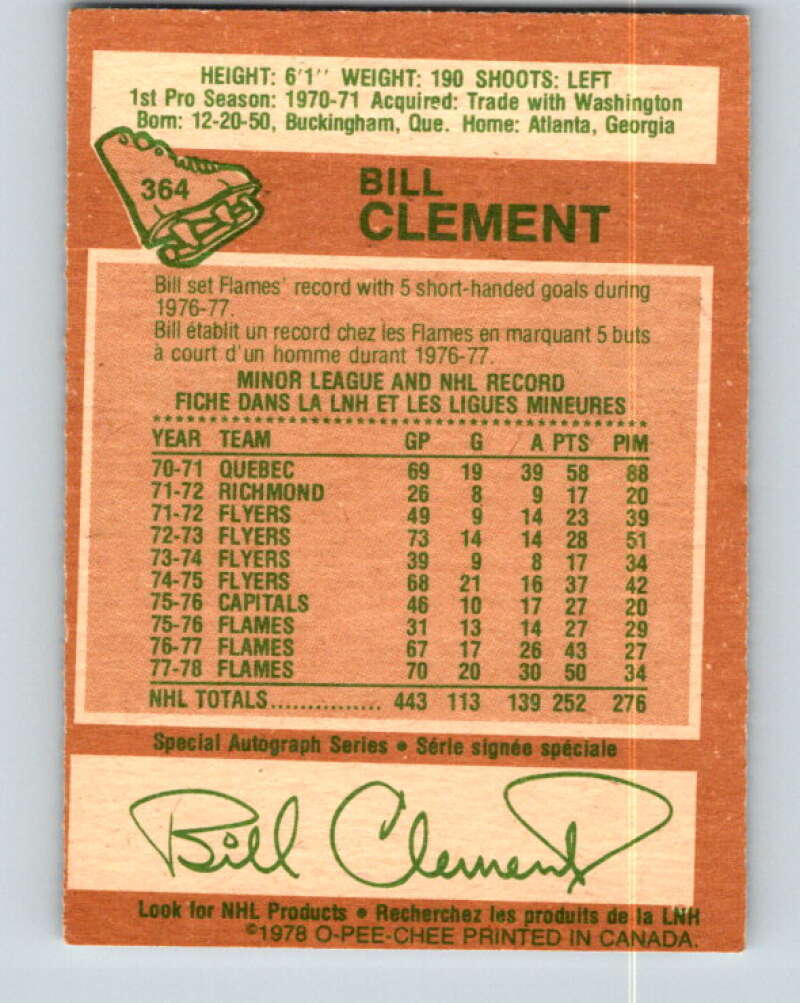 HEIGHT: 6'1'' WEIGHT: 190 SHOOTS: LEFT
1st Pro Season: 1970-71 Acquired: Trade with Washington
Born: 12-20-50, Buckingham, Que. Home: Atlanta, Georgia
364
BILL
CLEMENT
Bill set Flames' record with 5 short-handed goals during
1976-77.
Bill établit un record chez les Flames en marquant 5 buts
à court d'un homme durant 1976-77.
MINOR LEAGUE AND NHL RECORD
FICHE DANS LA LNH ET LES LIGUES MINEURES
YEAR TEAM GP G A PTS PIM
70-71 QUEBEC 69 19 39 58 88
71-72 RICHMOND 26 8 9 17 20
71-72 FLYERS 49 9 14 23 39
72-73 FLYERS 73 14 14 28 51
73-74 FLYERS 39 9 8 17 34
74-75 FLYERS 68 21 16 37 42
75-76 CAPITALS 46 10 17 27 20
75-76 FLAMES 31 13 14 27 29
76-77 FLAMES 67 17 26 43 27
77-78 FLAMES 70 20 30 50 34
NHL TOTALS................ 443 113 139 252 276
Special Autograph Series • Série signée spéciale
Bill Clement
Look for NHL Products • Recherchez les produits de la LNH
©1978 O-PEE-CHEE PRINTED IN CANADA.